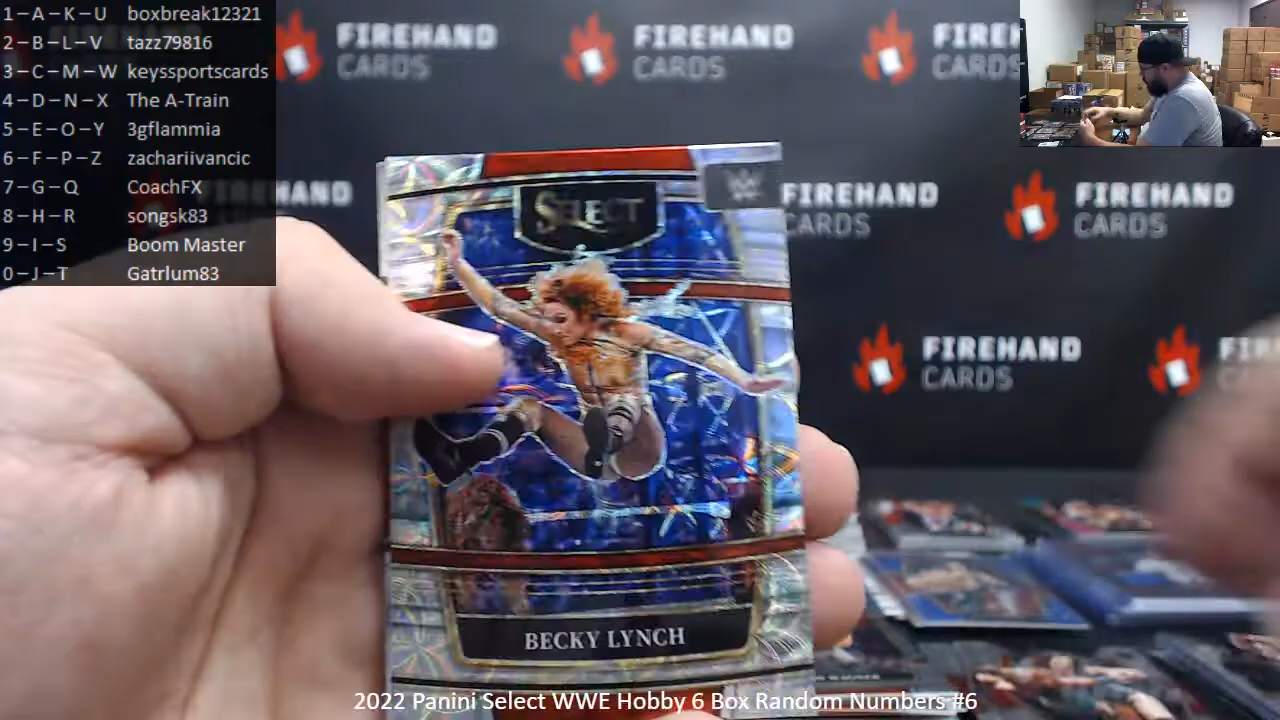 1-A-K-U boxbreak12321
2-B-L-V tazz79816
3-C-M-W keyssportscards
4-D-N-X The A-Train
5-E-O-Y 3gflammia
6-F-P-Z zachariivancic
7-G-Q CoachFX
8-H-R songsk83
9-I-S Boom Master
0-J-T Gatrlum83
FIREHAND
CARDS
FIREHAND
CARDS
FIRE
CARDS
FIREHAND
FIREHAND
CARDS
FIREHAND
CARDS
FIREHAND
CARDS
W
SELECT
BECKY LYNCH
2022 Panini Select WWE Hobby 6 Box Random Numbers #6